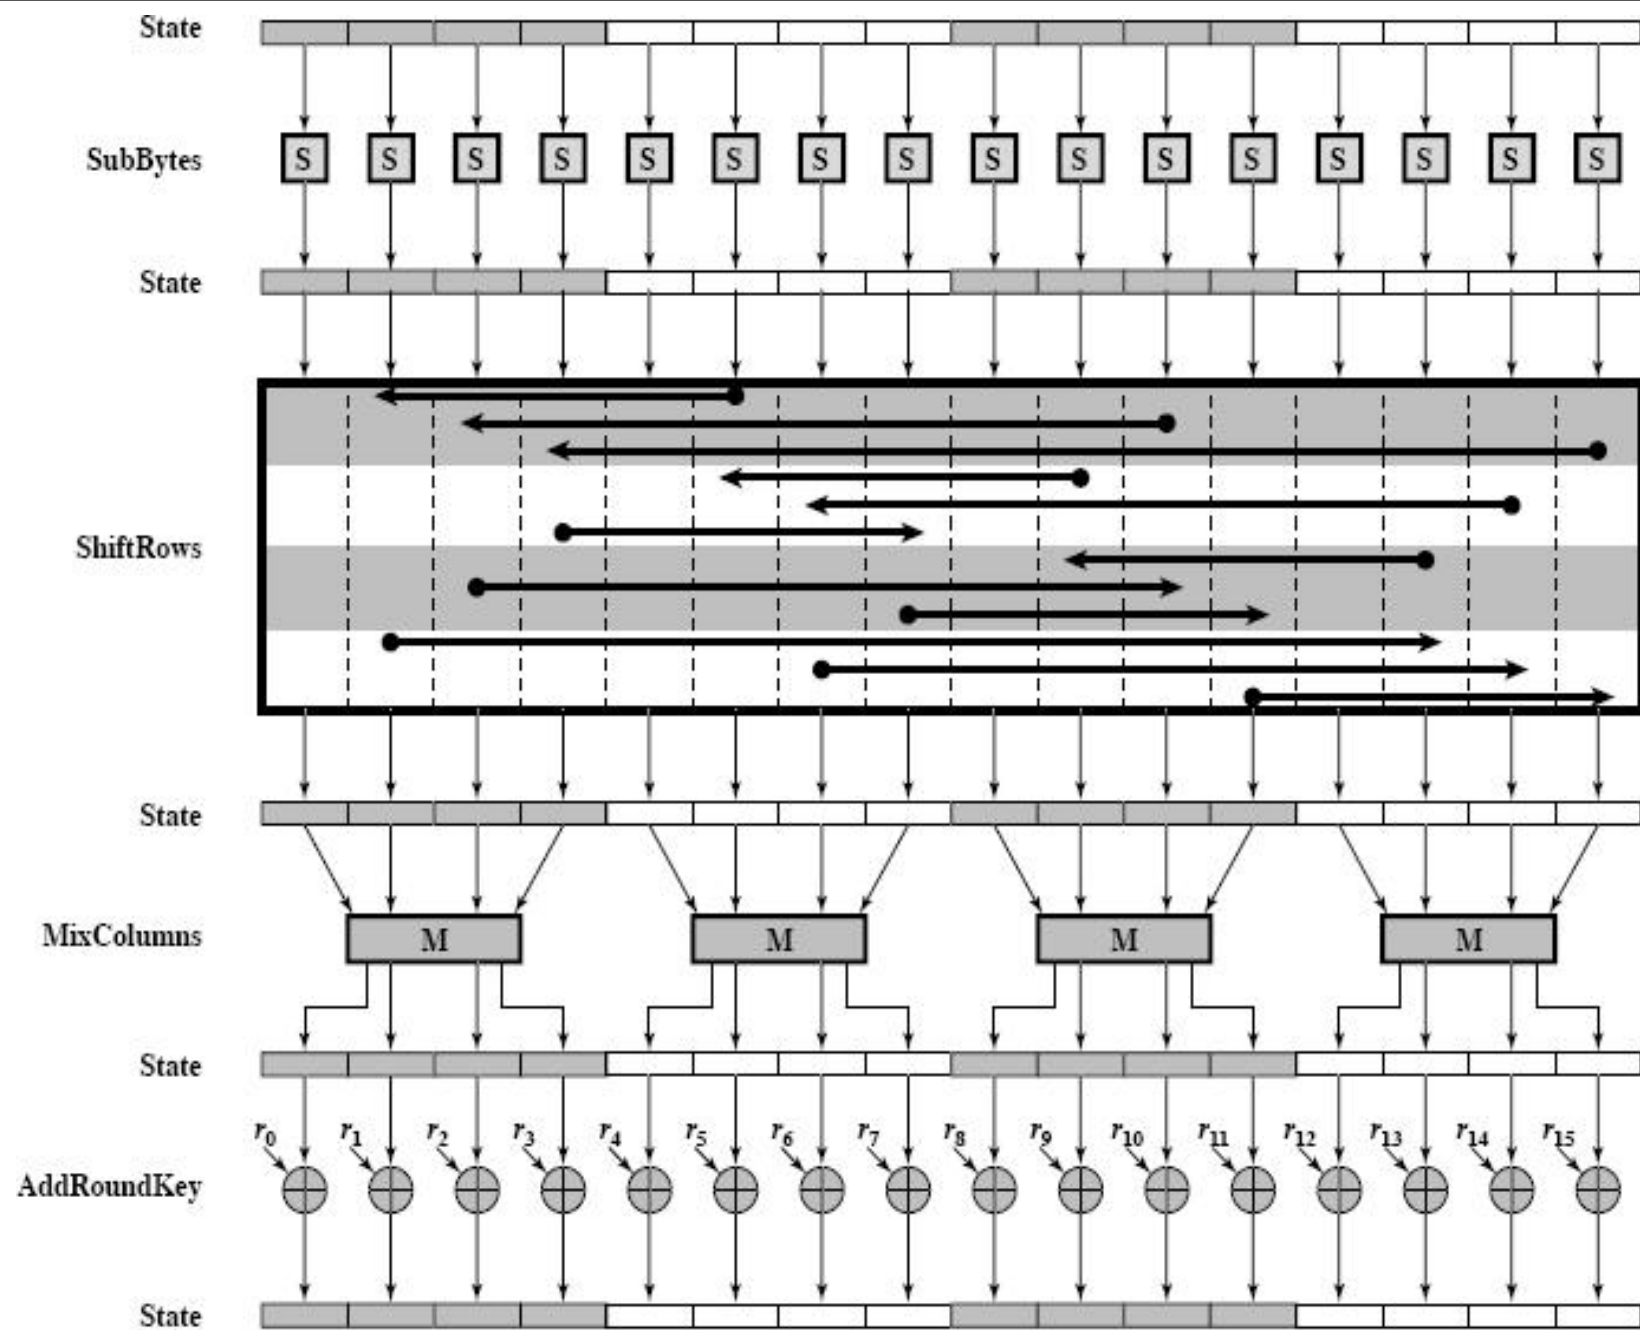 State
SubBytes S S S S S S S S S S S S S S S S
State
ShiftRows
State
MixColumns M M M M
State
r0 r1 r2 r3 r4 r5 r6 r7 r8 r9 r10 r11 r12 r13 r14 r15
AddRoundKey
State